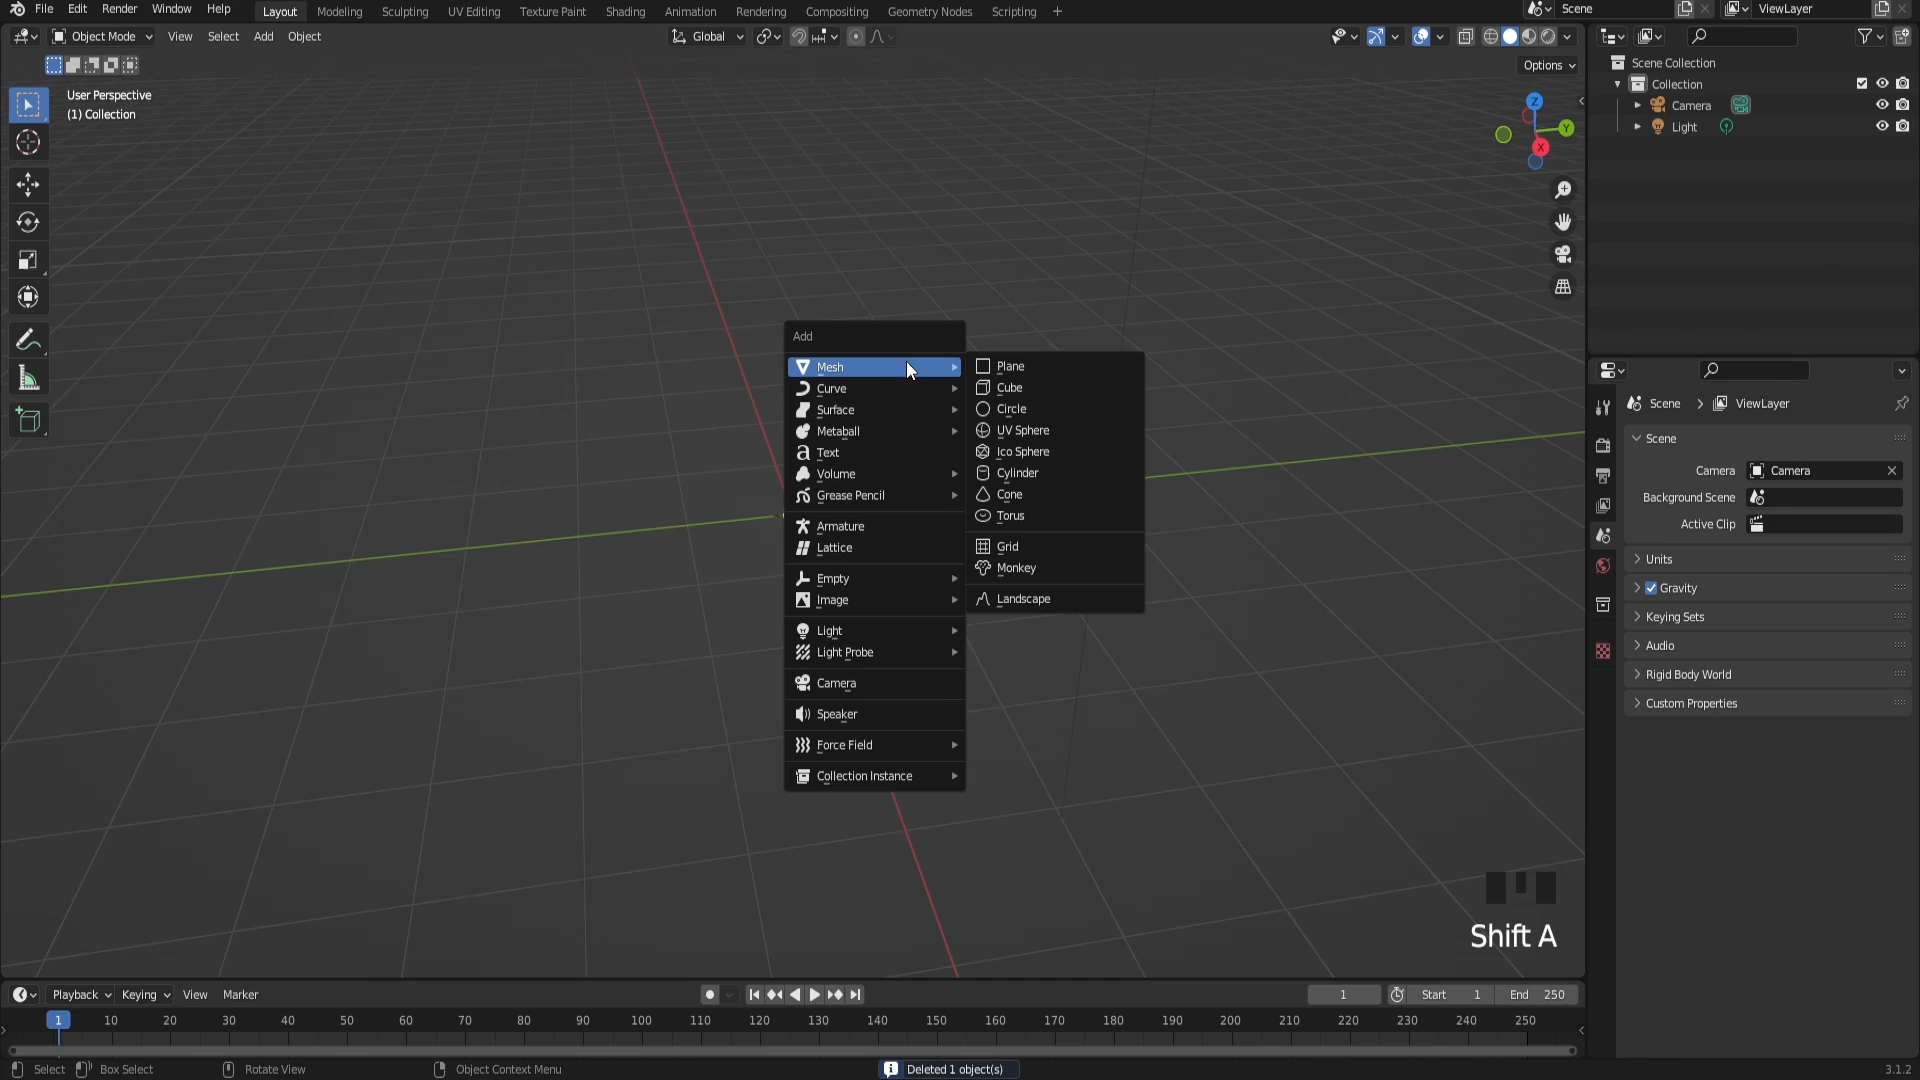 File Edit Render Window Help Layout Modeling Sculpting UV Editing Texture Paint Shading Animation Rendering Compositing Geometry Nodes Scripting + Scene ViewLayer
Object Mode View Select Add Object Global
Options
User Perspective
(1) Collection
Z
Y
X
Add
Mesh
Curve
Surface
Metaball
Text
Volume
Grease Pencil
Armature
Lattice
Empty
Image
Light
Light Probe
Camera
Speaker
Force Field
Collection Instance
Plane
Cube
Circle
UV Sphere
Ico Sphere
Cylinder
Cone
Torus
Grid
Monkey
Landscape
Shift A
Scene Collection
Collection
Camera
Light
Scene > ViewLayer
Scene
Camera Camera
Background Scene
Active Clip
Units
Gravity
Keying Sets
Audio
Rigid Body World
Custom Properties
Playback Keying View Marker 1 Start 1 End 250
1 10 20 30 40 50 60 70 80 90 100 110 120 130 140 150 160 170 180 190 200 210 220 230 240 250
Select Box Select Rotate View Object Context Menu Deleted 1 object(s) 3.1.2